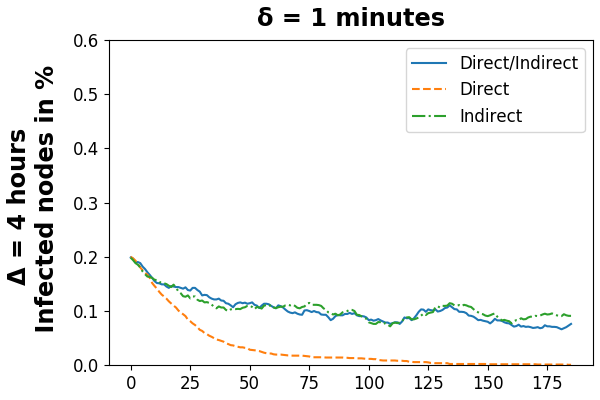 δ = 1 minutes
Δ = 4 hours
Infected nodes in %
0.6
0.5
0.4
0.3
0.2
0.1
0.0
Direct/Indirect
Direct
Indirect
0 25 50 75 100 125 150 175